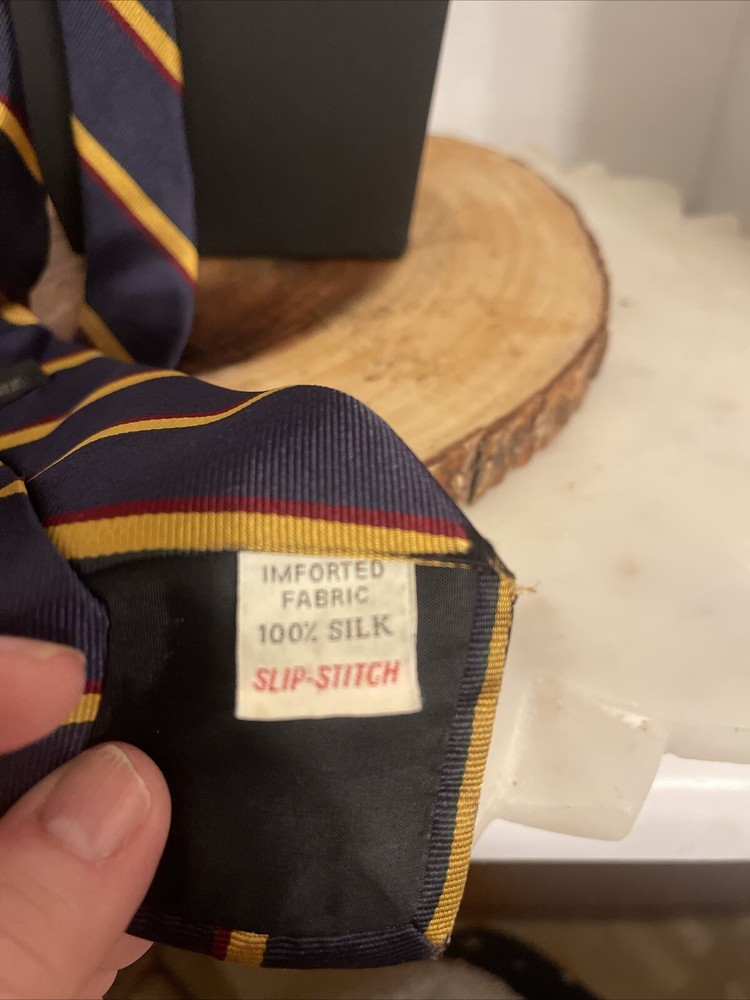 IMPORTED
FABRIC
100% SILK
SLIP-STITCH